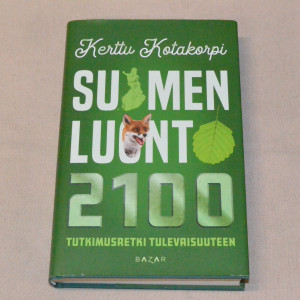 Kerttu Kotakorpi
SUOMEN
LUONTO
2100
TUTKIMUSRETKI TULEVAISUUTEEN
BAZAR